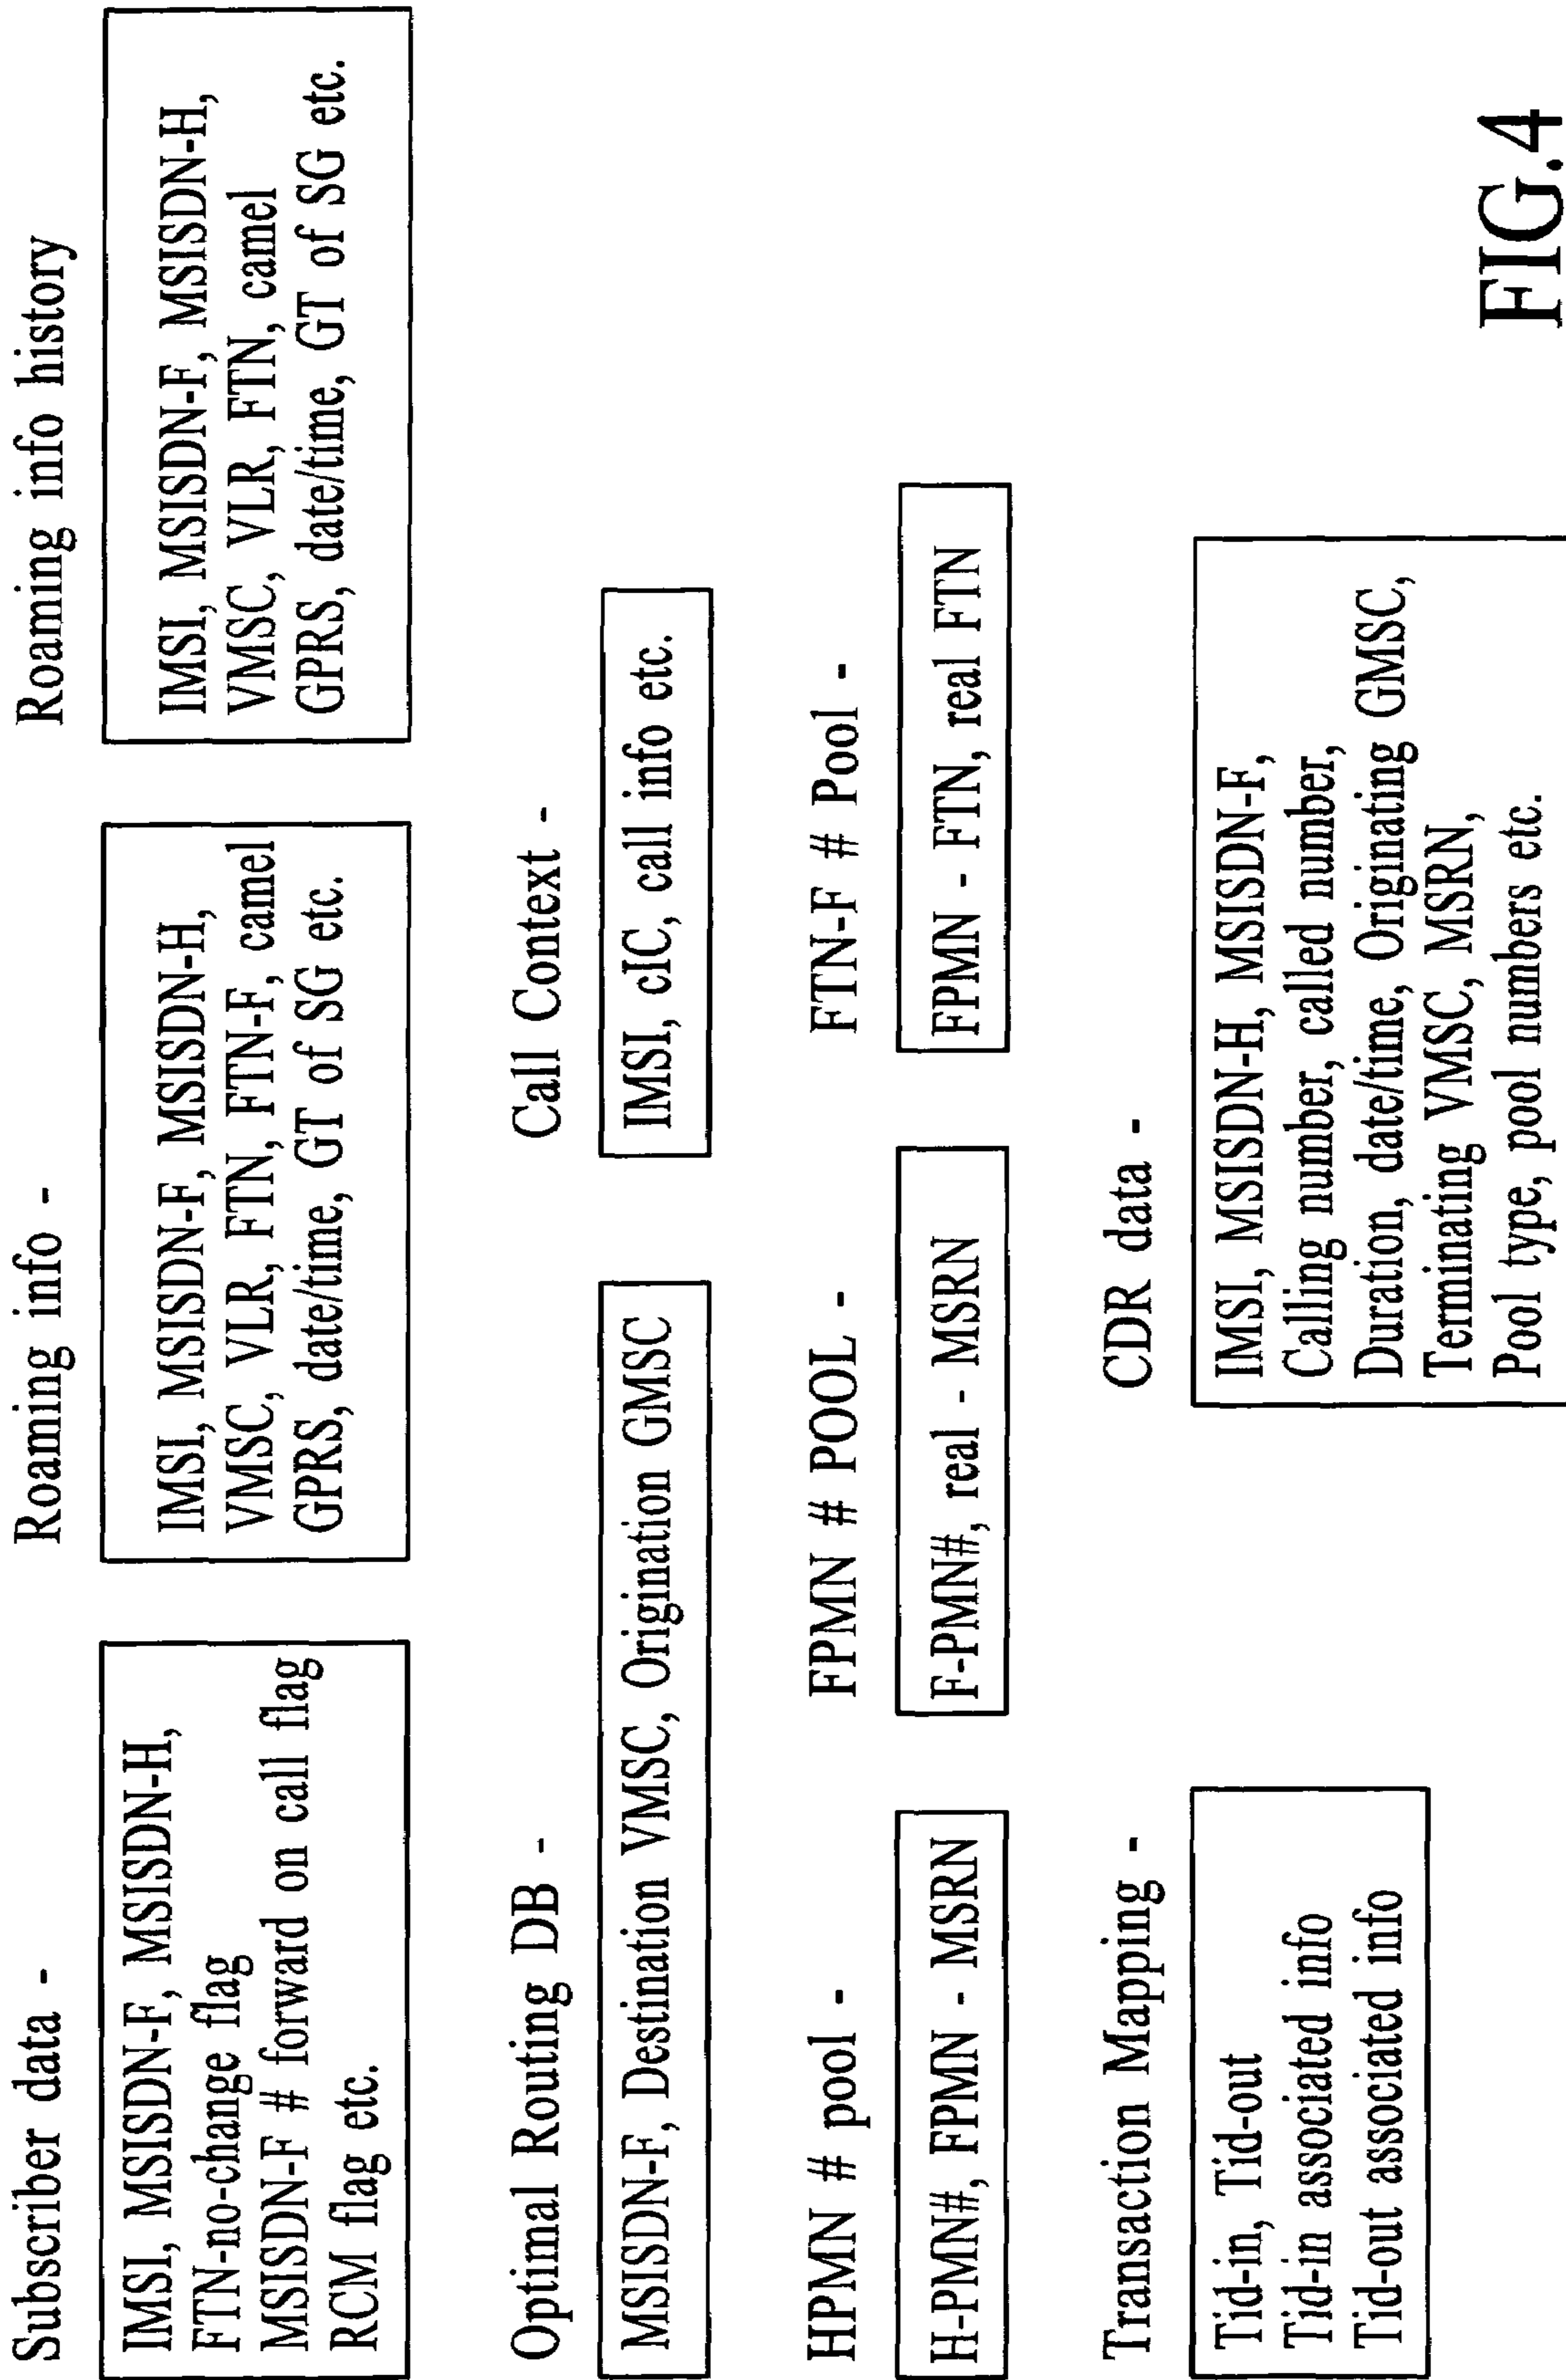 Subscriber data -
IMSI, MSISDN-F, MSISDN-H,
FTN-no-change flag
MSISDN-F # forward on call flag
RCM flag etc.
Roaming info -
IMSI, MSISDN-F, MSISDN-H,
VMSC, VLR, FTN, FTN-F, camel
GPRS, date/time, GT of SG etc.
Roaming info history
IMSI, MSISDN-F, MSISDN-H,
VMSC, VLR, FTN, camel
GPRS, date/time, GT of SG etc.
Optimal Routing DB -
MSISDN-F, Destination VMSC, Origination GMSC
Call Context -
IMSI, cIC, call info etc.
HPMN # pool -
H-PMN#, FPMN - MSRN
FPMN # POOL -
F-PMN#, real - MSRN
FTN-F # Pool -
FPMN - FTN, real FTN
Transaction Mapping -
Tid-in, Tid-out
Tid-in associated info
Tid-out associated info
CDR data -
IMSI, MSISDN-H, MSISDN-F,
Calling number, called number,
Duration, date/time, Originating GMSC,
Terminating VMSC, MSRN,
Pool type, pool numbers etc.
FIG.4